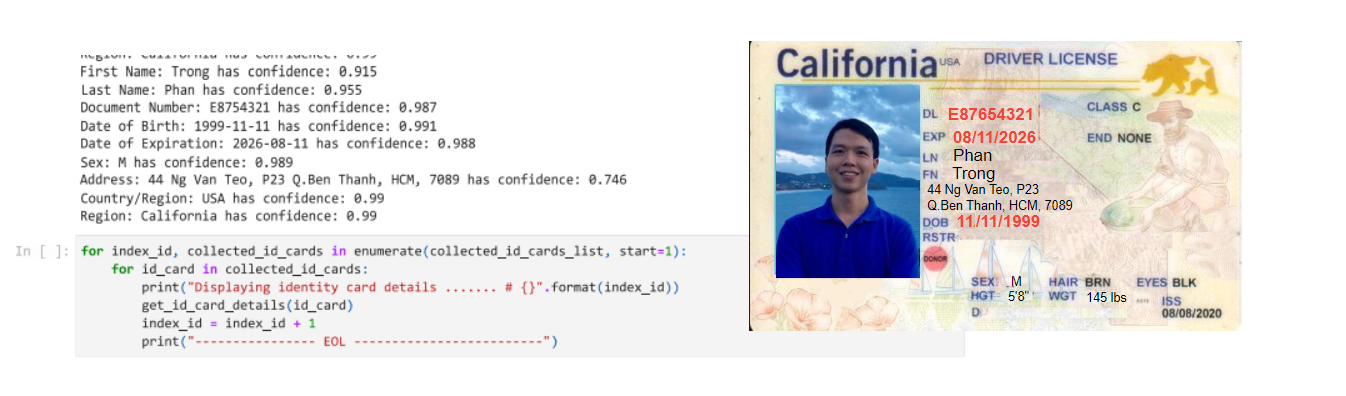 Region: California has confidence: 0.99
First Name: Trong has confidence: 0.915
Last Name: Phan has confidence: 0.955
Document Number: E8754321 has confidence: 0.987
Date of Birth: 1999-11-11 has confidence: 0.991
Date of Expiration: 2026-08-11 has confidence: 0.988
Sex: M has confidence: 0.989
Address: 44 Ng Van Teo, P23 Q.Ben Thanh, HCM, 7089 has confidence: 0.746
Country/Region: USA has confidence: 0.99
Region: California has confidence: 0.99
In [ ]: for index_id, collected_id_cards in enumerate(collected_id_cards_list, start=1):
for id_card in collected_id_cards:
print("Displaying identity card details ....... # {}".format(index_id))
get_id_card_details(id_card)
index_id = index_id + 1
print("---------------- EOL -------------------------")
California USA DRIVER LICENSE
DL E87654321 CLASS C
EXP 08/11/2026 END NONE
LN Phan
FN Trong
44 Ng Van Teo, P23
Q.Ben Thanh, HCM, 7089
DOB 11/11/1999
RSTR
DONOR
SEX M HAIR BRN EYES BLK
HGT 5'8" WGT 145 lbs ISS
D 08/08/2020